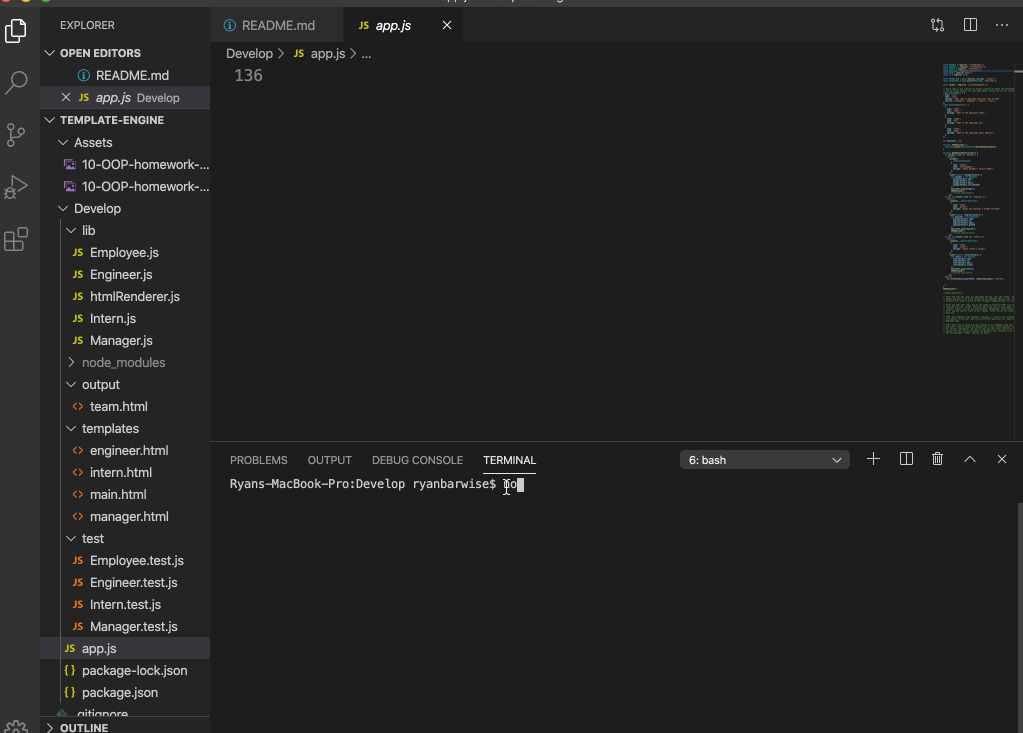 EXPLORER
README.md
JS app.js
OPEN EDITORS
README.md
JS app.js Develop
Develop > JS app.js > ...
136
TEMPLATE-ENGINE
Assets
10-OOP-homework-...
10-OOP-homework-...
Develop
lib
JS Employee.js
JS Engineer.js
JS htmlRenderer.js
JS Intern.js
JS Manager.js
node_modules
output
<> team.html
templates
<> engineer.html
<> intern.html
<> main.html
<> manager.html
test
JS Employee.test.js
JS Engineer.test.js
JS Intern.test.js
JS Manager.test.js
JS app.js
{} package-lock.json
{} package.json
.gitignore
OUTLINE
PROBLEMS OUTPUT DEBUG CONSOLE TERMINAL
6: bash
Ryans-MacBook-Pro:Develop ryanbarwise$